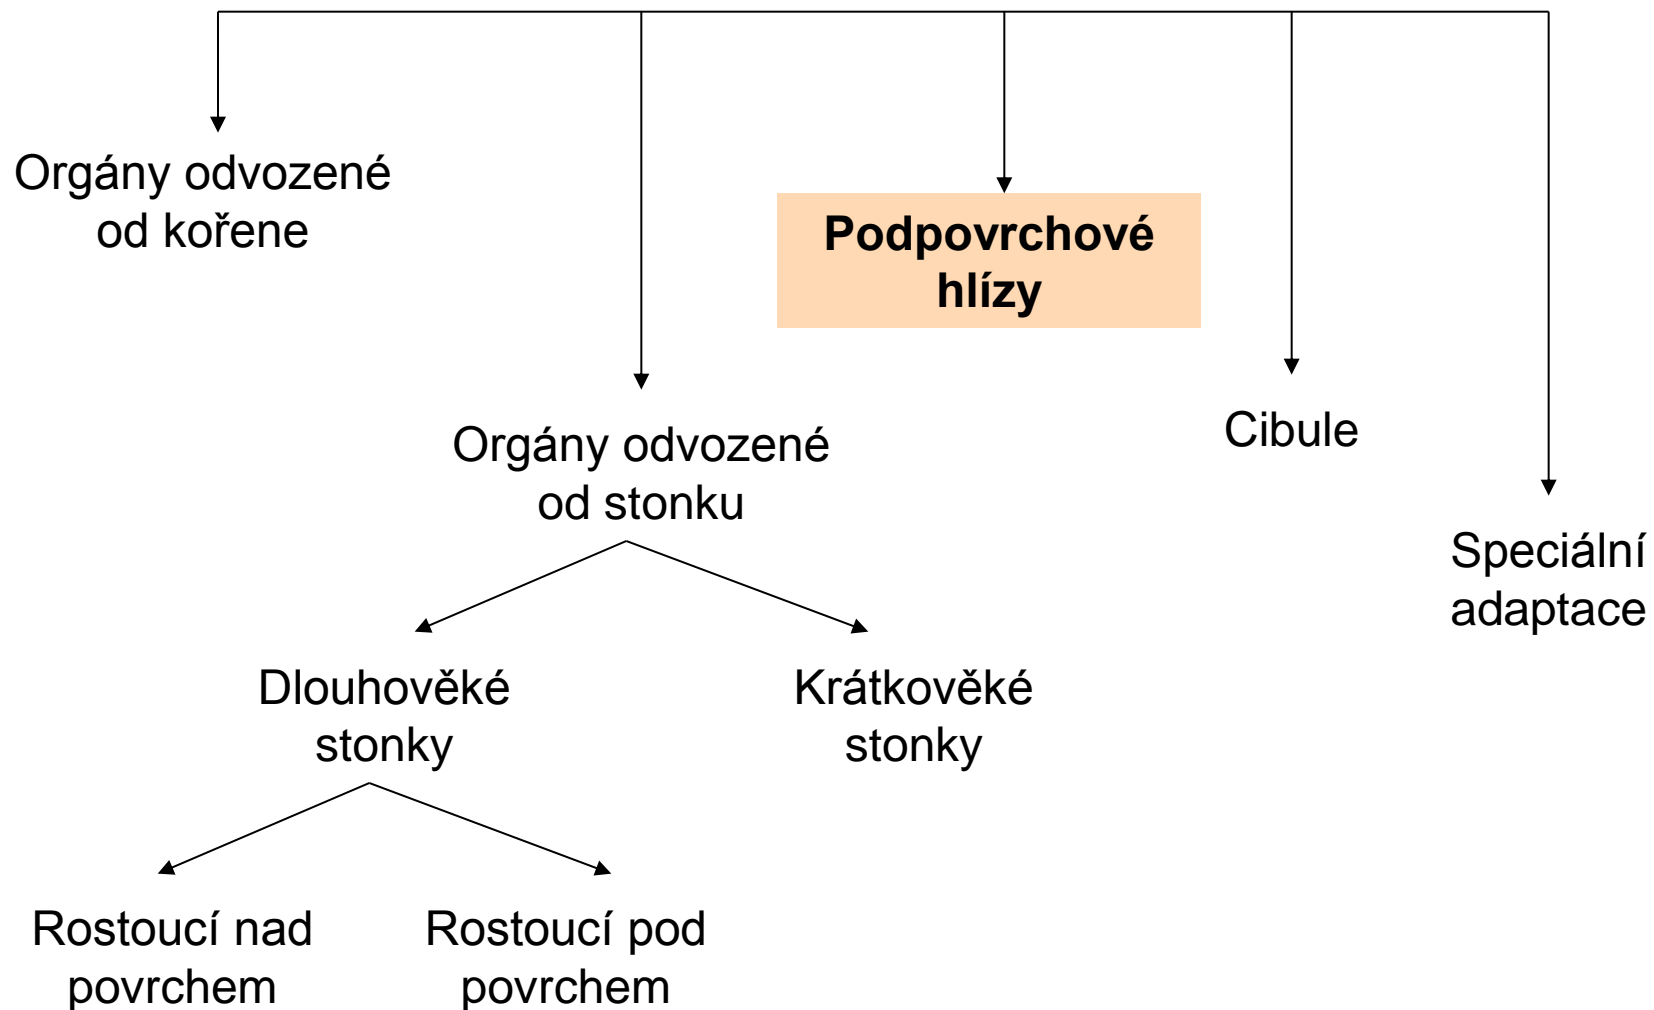 Orgány odvozené
od kořene
Podpovrchové
hlízy
Orgány odvozené
od stonku
Cibule
Speciální
adaptace
Dlouhověké
stonky
Krátkověké
stonky
Rostoucí nad
povrchem
Rostoucí pod
povrchem